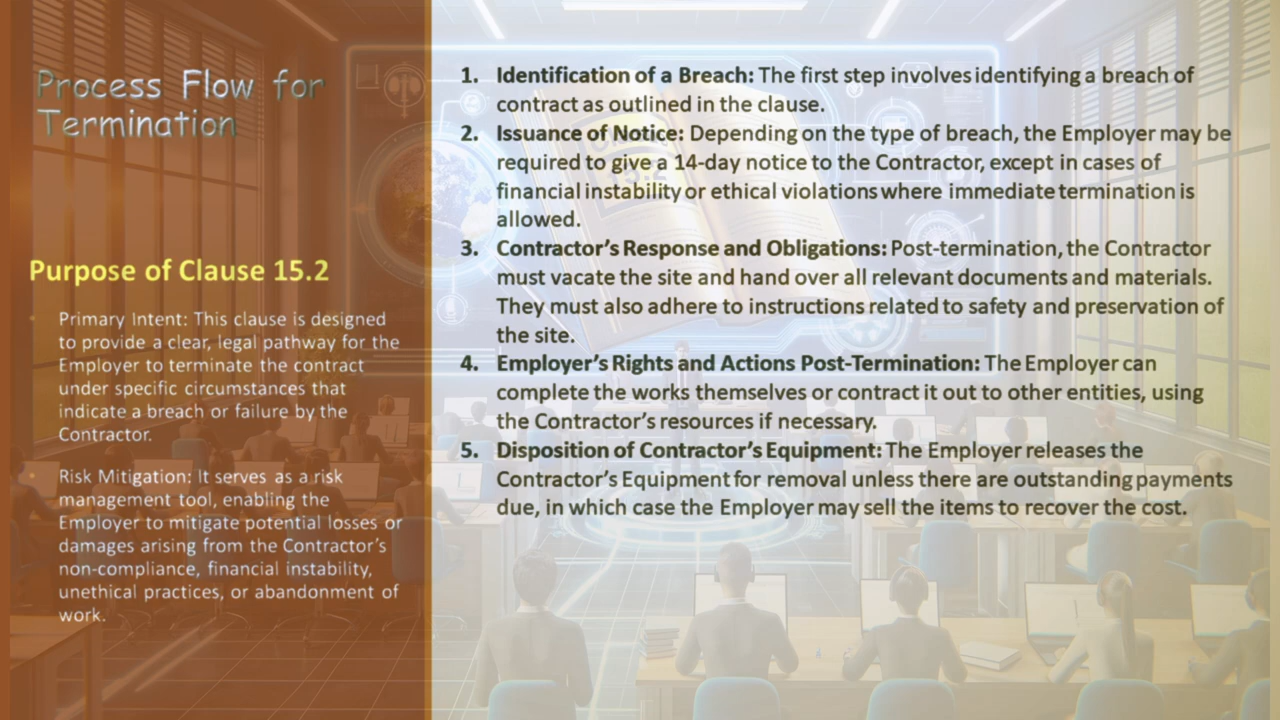 Process Flow for
Termination
Purpose of Clause 15.2
Primary Intent: This clause is designed
to provide a clear, legal pathway for the
Employer to terminate the contract
under specific circumstances that
indicate a breach or failure by the
Contractor.
Risk Mitigation: It serves as a risk
management tool, enabling the
Employer to mitigate potential losses or
damages arising from the Contractor's
non-compliance, financial instability,
unethical practices, or abandonment of
work.
1. Identification of a Breach: The first step involves identifying a breach of
contract as outlined in the clause.
2. Issuance of Notice: Depending on the type of breach, the Employer may be
required to give a 14-day notice to the Contractor, except in cases of
financial instability or ethical violations where immediate termination is
allowed.
3. Contractor's Response and Obligations: Post-termination, the Contractor
must vacate the site and hand over all relevant documents and materials.
They must also adhere to instructions related to safety and preservation of
the site.
4. Employer's Rights and Actions Post-Termination: The Employer can
complete the works themselves or contract it out to other entities, using
the Contractor's resources if necessary.
5. Disposition of Contractor's Equipment: The Employer releases the
Contractor's Equipment for removal unless there are outstanding payments
due, in which case the Employer may sell the items to recover the cost.